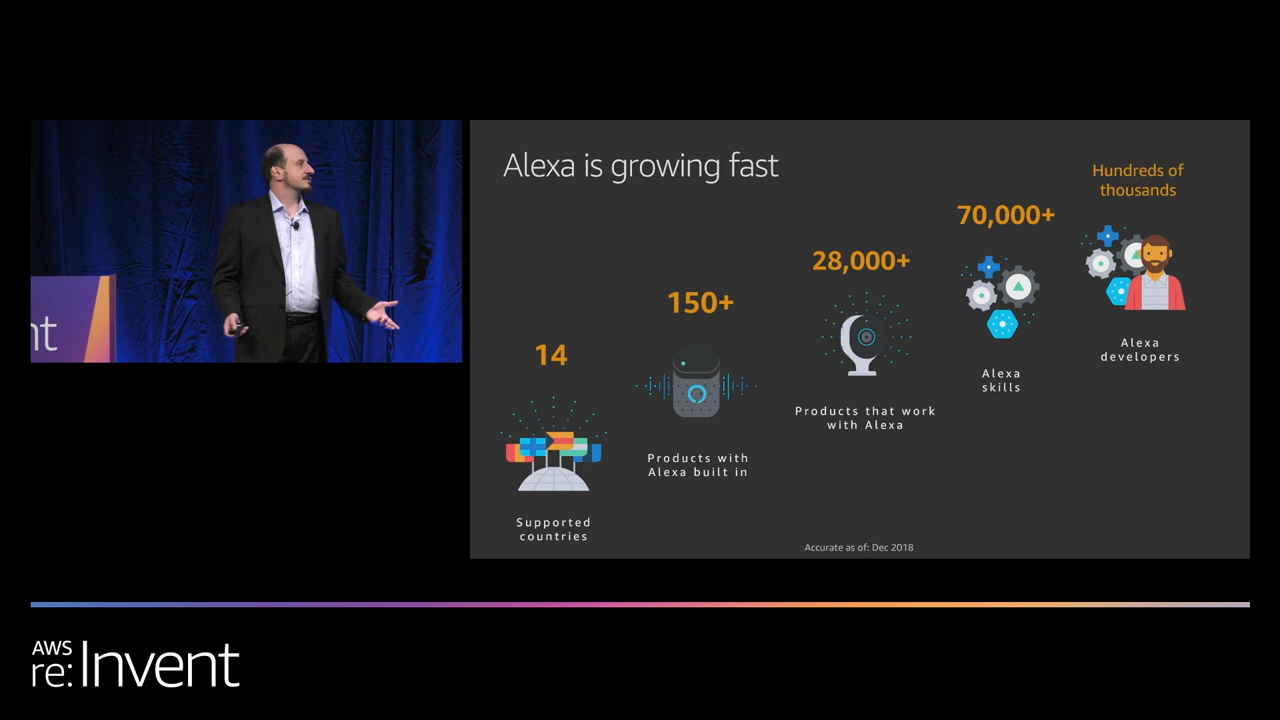 nt
Alexa is growing fast
14
Supported
countries
150+
Products with
Alexa built in
28,000+
Products that work
with Alexa
70,000+
Alexa
skills
Hundreds of
thousands
Alexa
developers
Accurate as of: Dec 2018
AWS
re:Invent